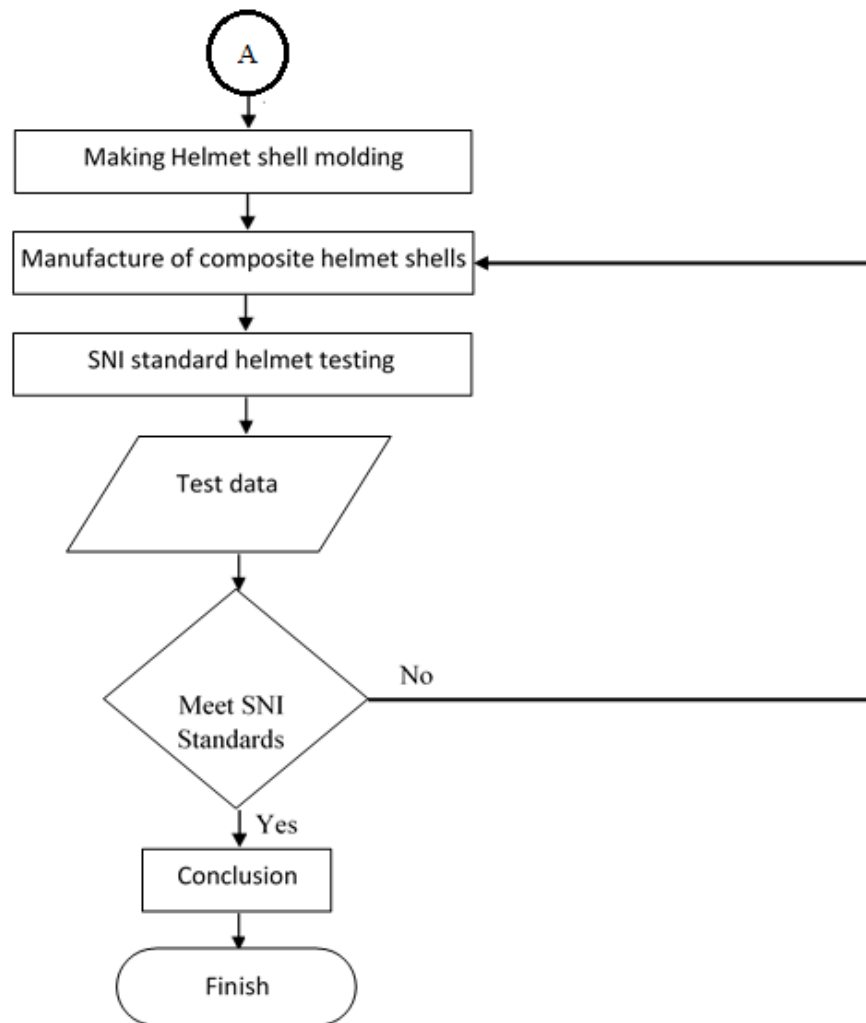 A
Making Helmet shell molding
Manufacture of composite helmet shells
SNI standard helmet testing
Test data
No
Meet SNI
Standards
Yes
Conclusion
Finish